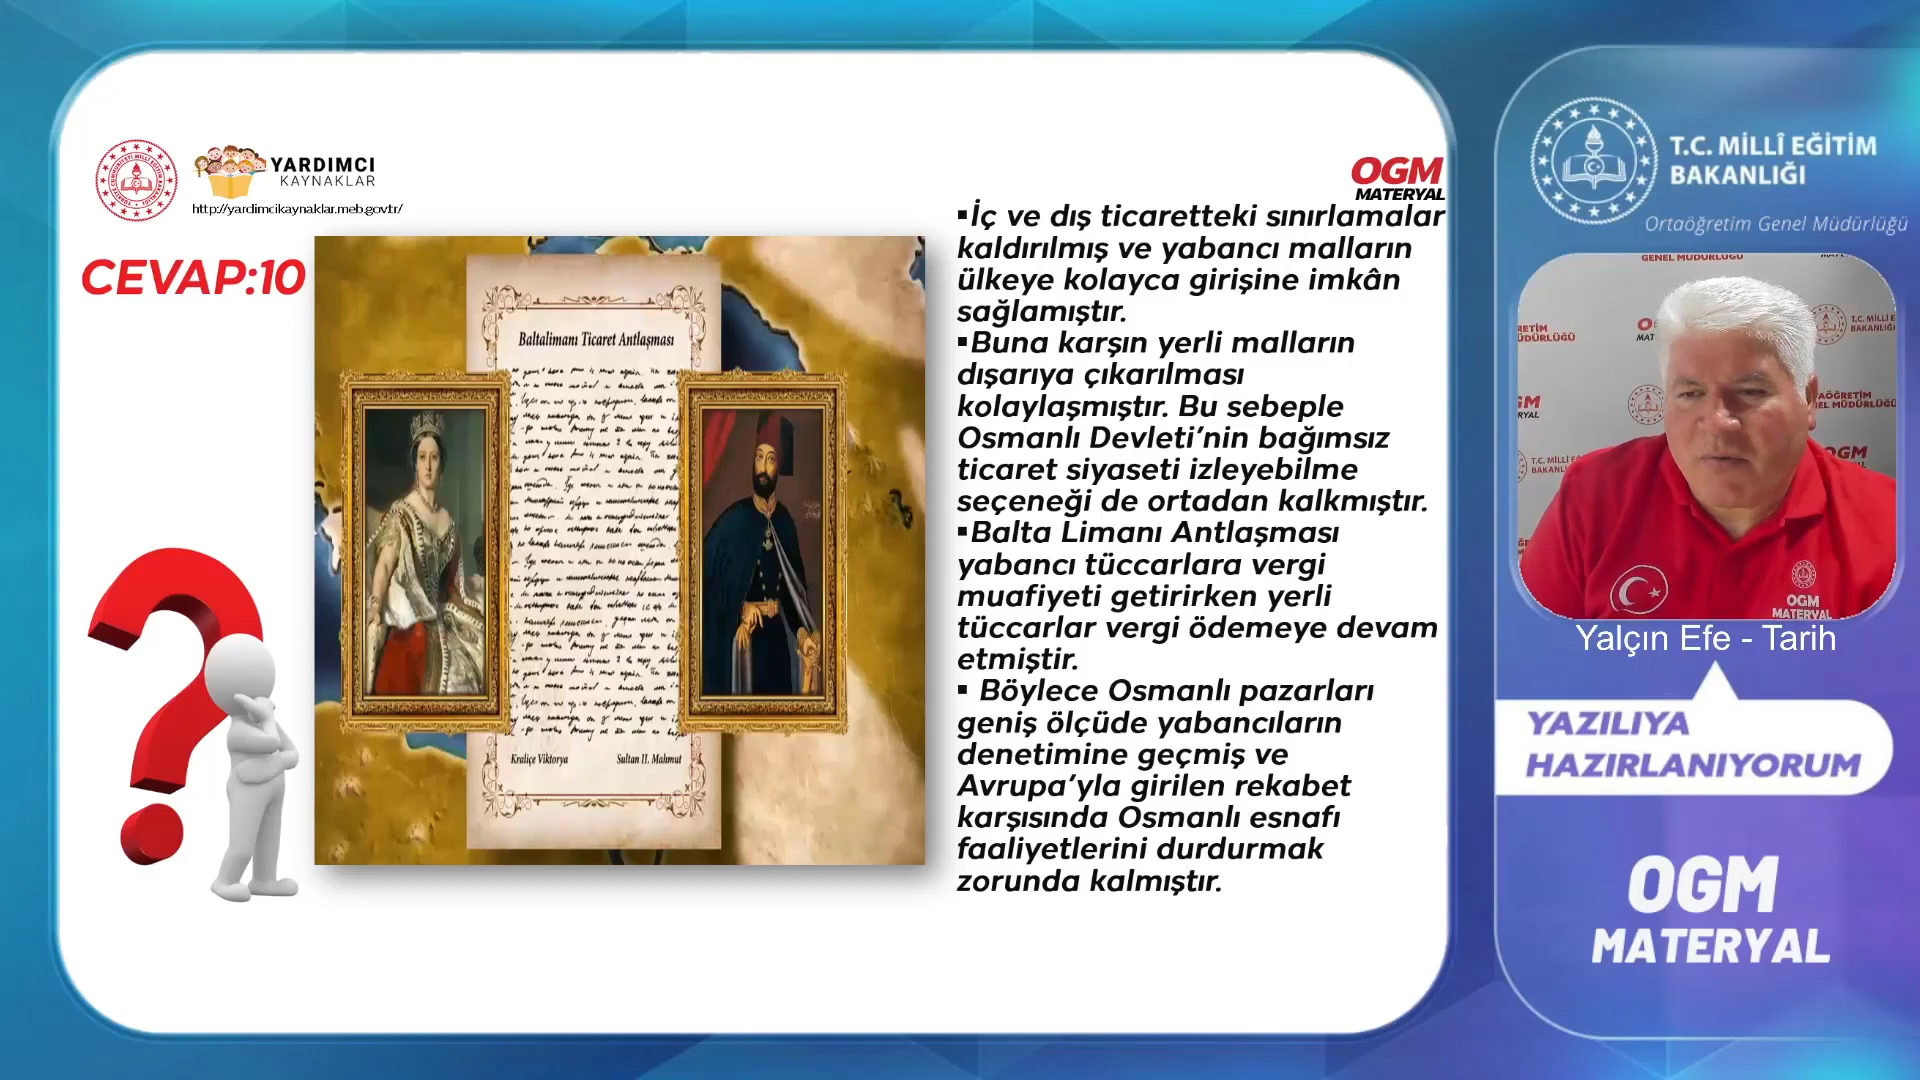 YARDIMCI
KAYNAKLAR
http://yardimcikaynaklar.meb.gov.tr/
CEVAP:10
Baltalimanı Ticaret Antlaşması
Kraliçe Viktorya
Sultan II. Mahmut
OGM
MATERYAL
▪İç ve dış ticaretteki sınırlamalar
kaldırılmış ve yabancı malların
ülkeye kolayca girişine imkân
sağlamıştır.
▪Buna karşın yerli malların
dışarıya çıkarılması
kolaylaşmıştır. Bu sebeple
Osmanlı Devleti’nin bağımsız
ticaret siyaseti izleyebilme
seçeneği de ortadan kalkmıştır.
▪Balta Limanı Antlaşması
yabancı tüccarlara vergi
muafiyeti getirirken yerli
tüccarlar vergi ödemeye devam
etmiştir.
▪ Böylece Osmanlı pazarları
geniş ölçüde yabancıların
denetimine geçmiş ve
Avrupa’yla girilen rekabet
karşısında Osmanlı esnafı
faaliyetlerini durdurmak
zorunda kalmıştır.
T.C. MİLLÎ EĞİTİM
BAKANLIĞI
Ortaöğretim Genel Müdürlüğü
GENEL MÜDÜRLÜĞÜ
OGM
MATERYAL
Yalçın Efe - Tarih
YAZILIYA
HAZIRLANIYORUM
OGM
MATERYAL